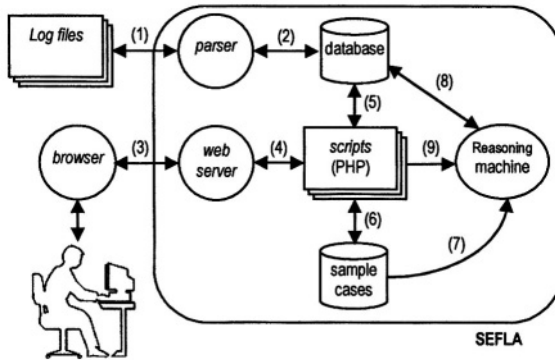 Log files
(1)
parser
(2)
database
(8)
(5)
browser
(3)
web
server
(4)
scripts
(PHP)
(9)
Reasoning
machine
(6)
(7)
sample
cases
SEFLA